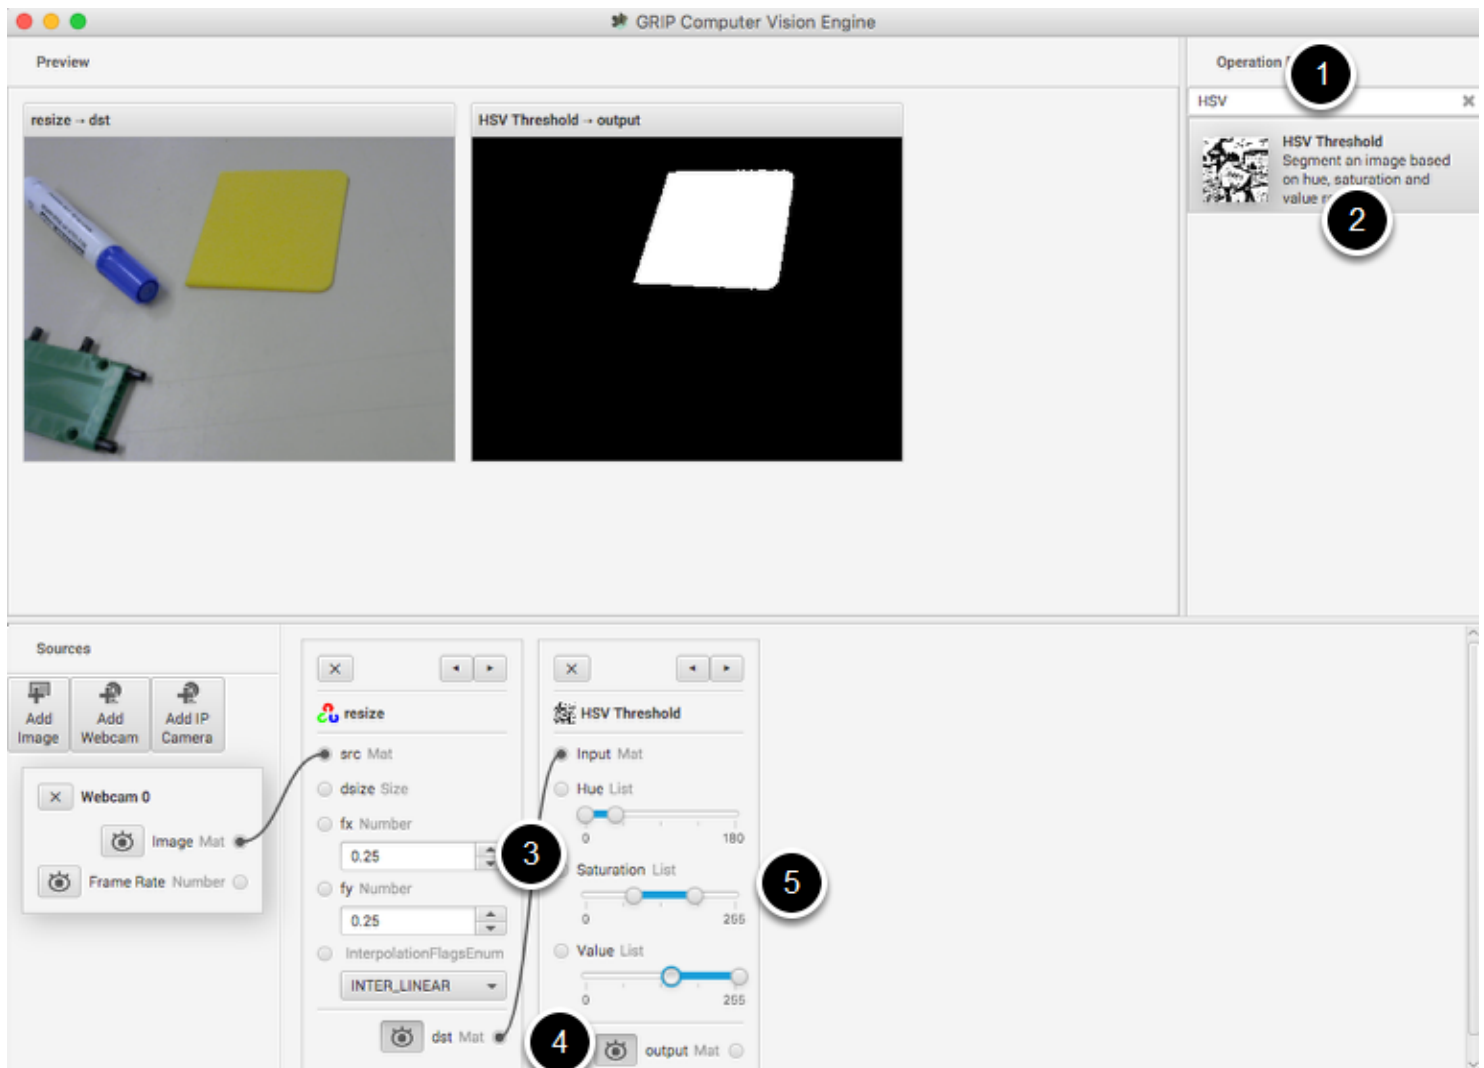 GRIP Computer Vision Engine
Preview
Operation
1
resize → dst
HSV Threshold → output
HSV
HSV Threshold
Segment an image based
on hue, saturation and
value
2
Sources
Add
Image
Add
Webcam
Add IP
Camera
Webcam 0
Image Mat
Frame Rate Number
resize
src Mat
dsize Size
fx Number
0.25
fy Number
0.25
InterpolationFlagsEnum
INTER_LINEAR
dst Mat
3
4
HSV Threshold
Input Mat
Hue List
0 180
Saturation List
0 255
Value List
0 255
output Mat
5